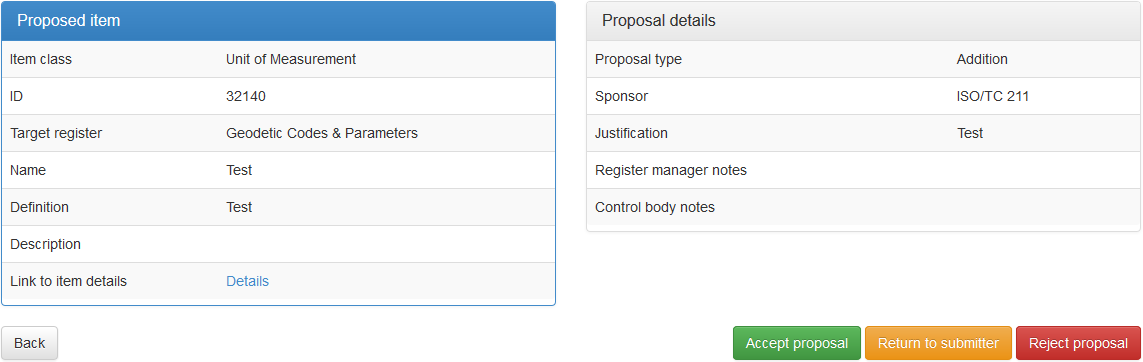 Proposed item
Item class Unit of Measurement
ID 32140
Target register Geodetic Codes & Parameters
Name Test
Definition Test
Description
Link to item details Details
Proposal details
Proposal type Addition
Sponsor ISO/TC 211
Justification Test
Register manager notes
Control body notes
Back Accept proposal Return to submitter Reject proposal